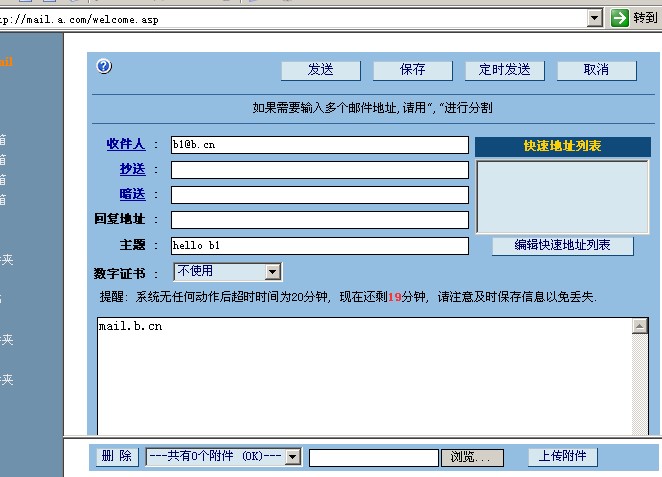 tp://mail.a.com/welcome.asp
转到
ail
发送 保存 定时发送 取消
如果需要输入多个邮件地址,请用“,”进行分割
箱
收件人 : b1@b.cn 快速地址列表
箱
抄送 :
箱
暗送 :
箱
回复地址 :
主题 : hello b1 编辑快速地址列表
件夹
数字证书 : 不使用
提醒: 系统无任何动作后超时时间为20分钟, 现在还剩19分钟, 请注意及时保存信息以免丢失.
mail.b.cn
件夹
件夹
删 除 ---共有0个附件 (OK)--- 浏览... 上传附件